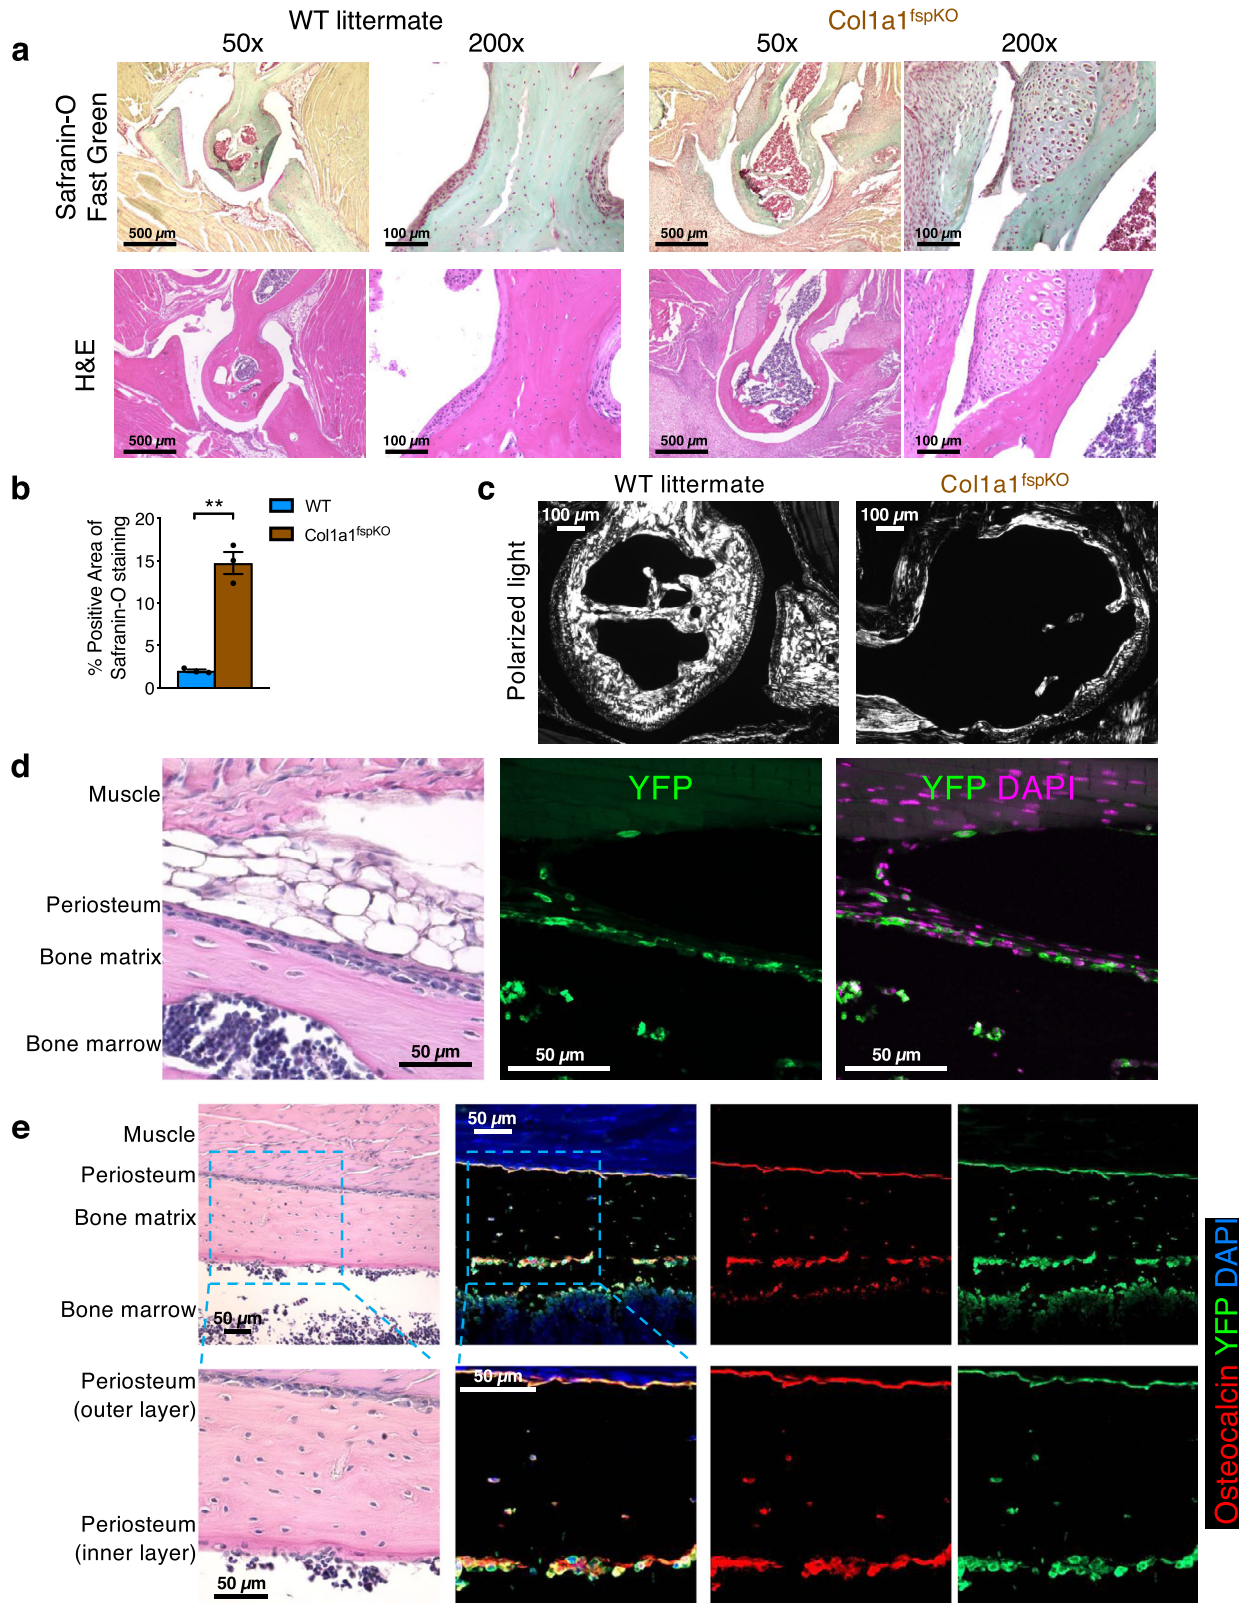 WT littermate
Col1a1fspKO
a
50x
200x
50x
200x
Safranin-O
Fast Green
500 µm
100 µm
500 µm
100 µm
H&E
500 µm
100 µm
500 µm
100 µm
b
% Positive Area of
Safranin-O staining
20
15
10
5
0
**
WT
Col1a1fspKO
c
WT littermate
Col1a1fspKO
Polarized light
100 µm
100 µm
d
Muscle
Periosteum
Bone matrix
Bone marrow
50 µm
YFP
50 µm
YFP DAPI
50 µm
e
Muscle
Periosteum
Bone matrix
Bone marrow
50 µm
50 µm
Periosteum
(outer layer)
Periosteum
(inner layer)
50 µm
50 µm
Osteocalcin YFP DAPI